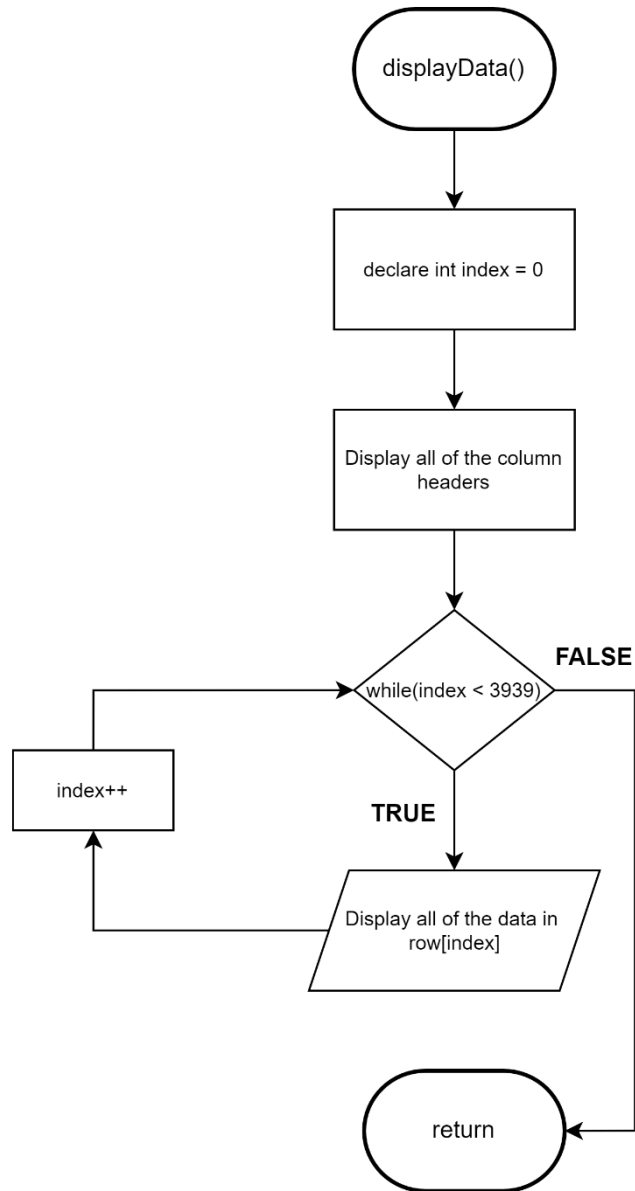 displayData()
declare int index = 0
Display all of the column
headers
while(index < 3939)
FALSE
TRUE
index++
Display all of the data in
row[index]
return